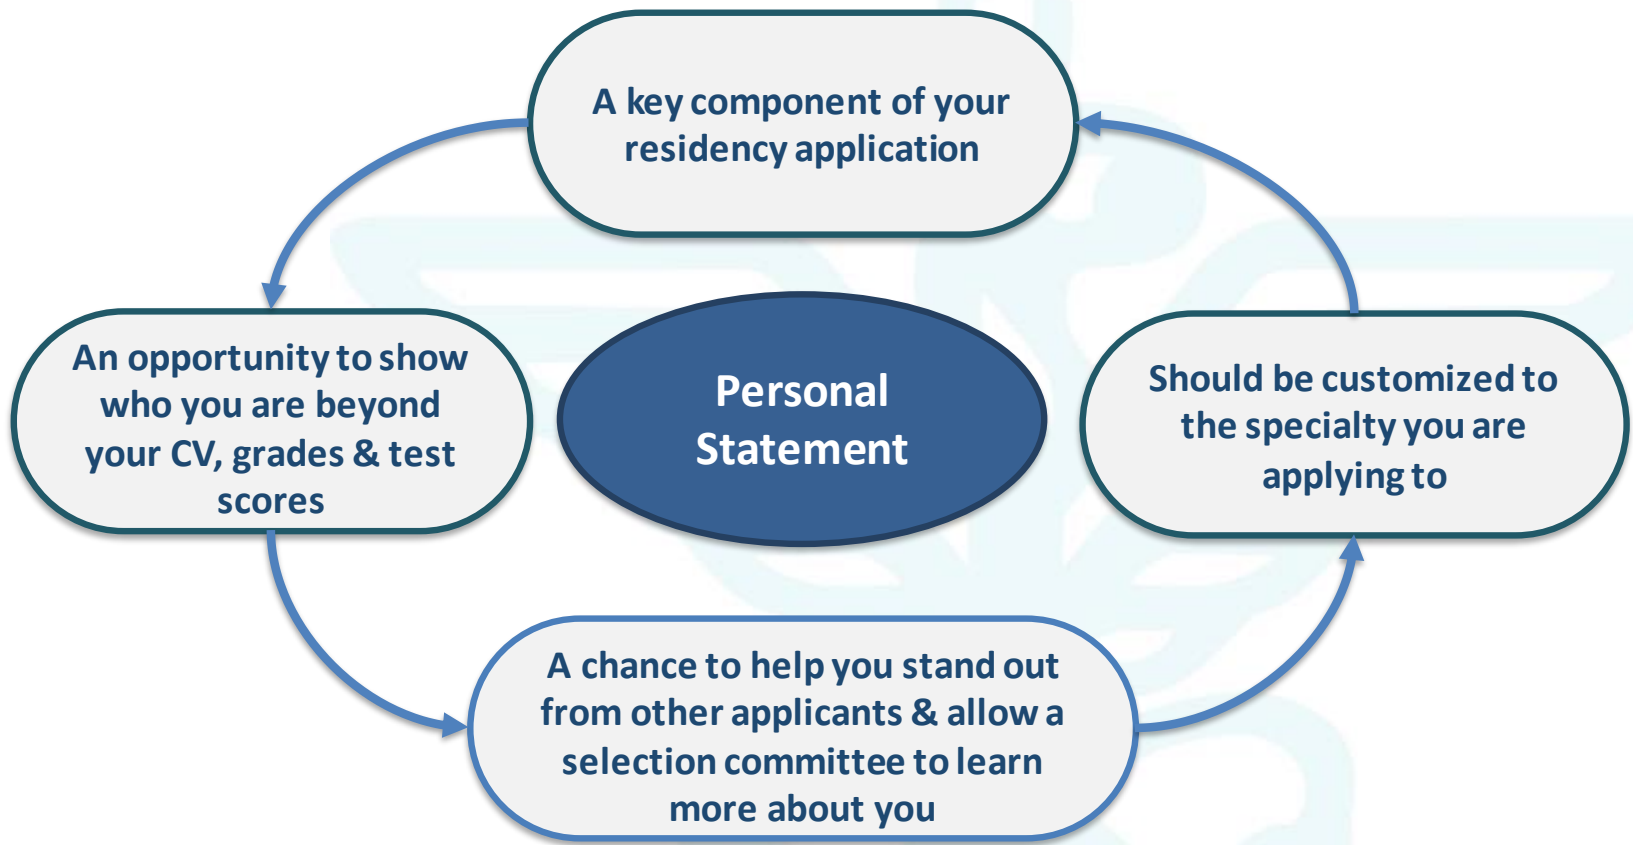 A key component of your
residency application
An opportunity to show
who you are beyond
your CV, grades & test
scores
Personal
Statement
Should be customized to
the specialty you are
applying to
A chance to help you stand out
from other applicants & allow a
selection committee to learn
more about you